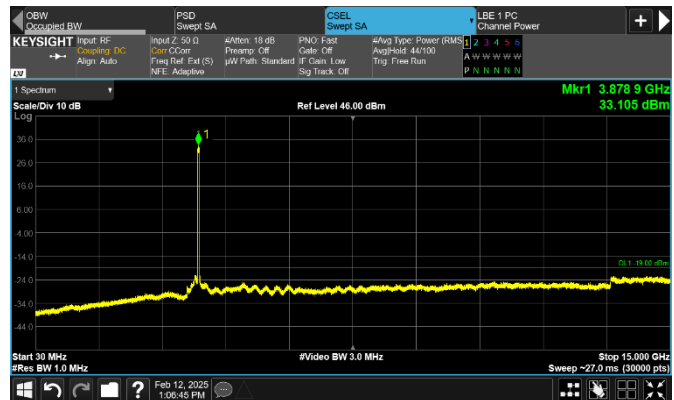 OBW
Occupied BW
PSD
Swept SA
CSEL
Swept SA
LBE 1 PC
Channel Power
KEYSIGHT
Input: RF
Coupling: DC
Align: Auto
Input Z: 50 Ω
Corr CCorr
Freq Ref: Ext (S)
NFE: Adaptive
#Atten: 18 dB
Preamp: Off
µW Path: Standard
PNO: Fast
Gate: Off
IF Gain: Low
Sig Track: Off
#Avg Type: Power (RMS)
Avg|Hold: 44/100
Trig: Free Run
1 2 3 4 5 6
A W W W W W
P N N N N N
LXI
1 Spectrum
Scale/Div 10 dB
Log
Ref Level 46.00 dBm
Mkr1 3.878 9 GHz
33.105 dBm
1
36.0
26.0
16.0
6.00
-4.00
-14.0
DL1 -19.00 dBm
-24.0
-34.0
-44.0
Start 30 MHz
#Res BW 1.0 MHz
#Video BW 3.0 MHz
Stop 15.000 GHz
Sweep ~27.0 ms (30000 pts)
Feb 12, 2025
1:06:45 PM